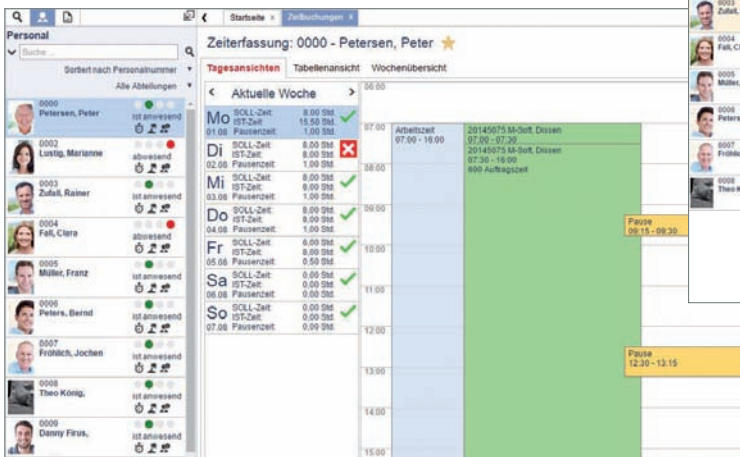 Startseite ×
Zeitbuchungen ×
Personal
Suche ...
Sortiert nach Personalnummer
Alle Abteilungen
0000
Petersen, Peter
ist anwesend
0002
Lustig, Marianne
abwesend
0003
Zufall, Rainer
ist anwesend
0004
Fall, Clara
abwesend
0005
Müller, Franz
ist anwesend
0006
Peters, Bernd
ist anwesend
0007
Fröhlich, Jochen
ist anwesend
0008
Theo König,
ist anwesend
0009
Danny Firus,
ist anwesend
Zeiterfassung: 0000 - Petersen, Peter
Tagesansichten Tabellenansicht Wochenübersicht
< Aktuelle Woche >
Mo SOLL-Zeit: 8,00 Std.
IST-Zeit: 15,50 Std.
01.08 Pausenzeit: 1,00 Std.
Di SOLL-Zeit: 8,00 Std.
IST-Zeit: 8,00 Std.
02.08 Pausenzeit: 1,00 Std.
Mi SOLL-Zeit: 8,00 Std.
IST-Zeit: 8,00 Std.
03.08 Pausenzeit: 1,00 Std.
Do SOLL-Zeit: 8,00 Std.
IST-Zeit: 8,00 Std.
04.08 Pausenzeit: 1,00 Std.
Fr SOLL-Zeit: 6,00 Std.
IST-Zeit: 6,00 Std.
05.08 Pausenzeit: 0,50 Std.
Sa SOLL-Zeit: 0,00 Std.
IST-Zeit: 0,00 Std.
06.08 Pausenzeit: 0,00 Std.
So SOLL-Zeit: 0,00 Std.
IST-Zeit: 0,00 Std.
07.08 Pausenzeit: 0,00 Std.
06:00
07:00
08:00
09:00
10:00
11:00
12:00
13:00
14:00
15:00
Arbeitszeit
07:00 - 16:00
20145075 M-Soft, Dissen
07:00 - 07:30
20145075 M-Soft, Dissen
07:30 - 16:00
600 Auftragszeit
Pause
09:15 - 09:30
Pause
12:30 - 13:15
0003
Zufall,
0004
Fall, C
0005
Müller,
0006
Peters
0007
Fröhlic
0008
Theo K